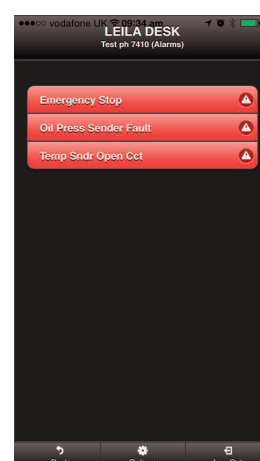 vodafone UK 09:34 am
LEILA DESK
Test ph 7410 (Alarms)
Emergency Stop
Oil Press Sender Fault
Temp Sndr Open Cct